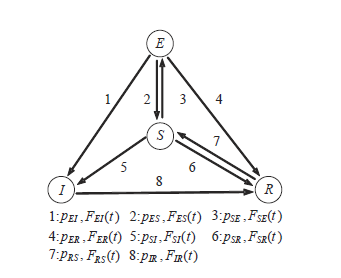 E
1 2 3 4
S
7
5 6
8
I R
1:pEI , FEI(t) 2:pES , FES(t) 3:pSE , FSE(t)
4:pER , FER(t) 5:pSI , FSI(t) 6:pSR , FSR(t)
7:pRS , FRS(t) 8:pIR , FIR(t)